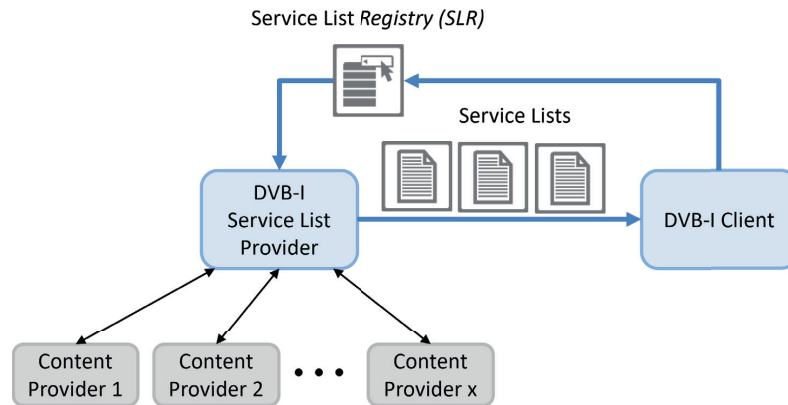 Service List Registry (SLR)
Service Lists
DVB-I
Service List
Provider
DVB-I Client
Content
Provider 1
Content
Provider 2
• • •
Content
Provider x